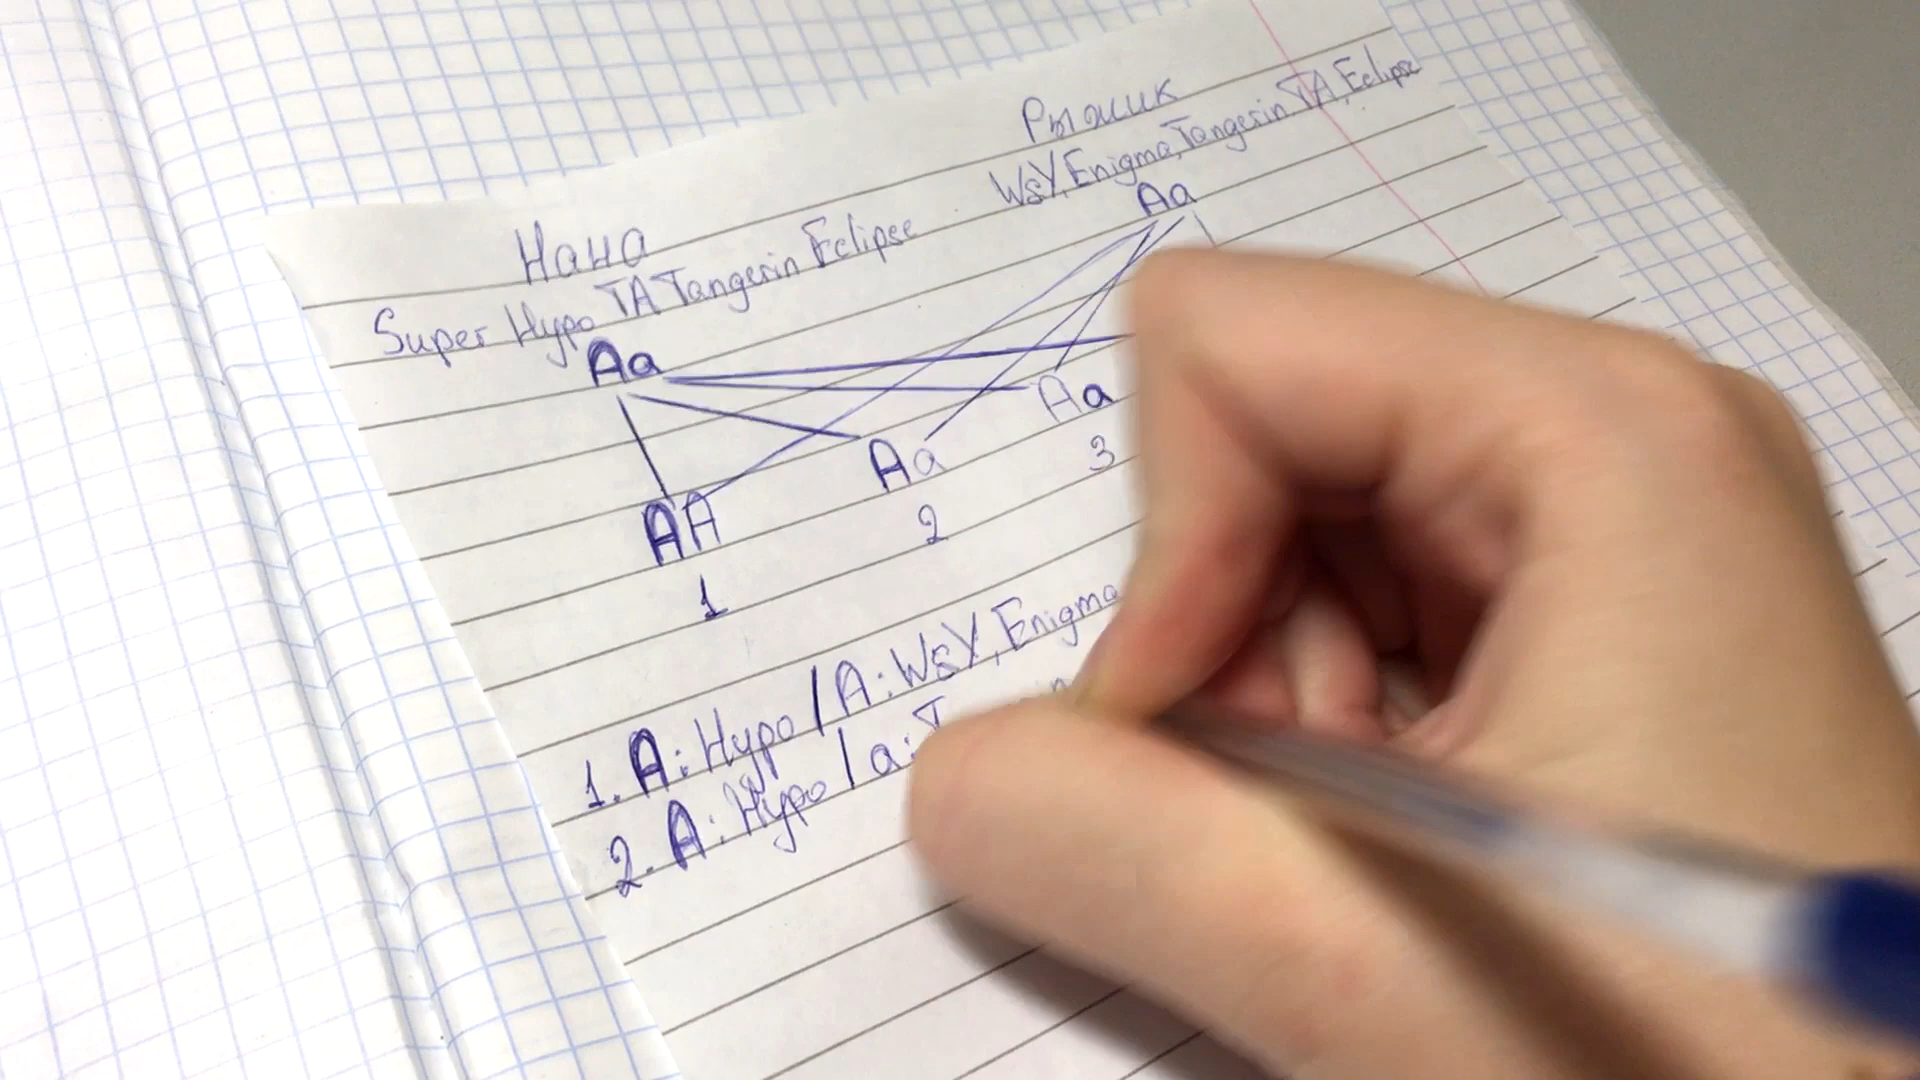 Рыжик
WsY, Enigma, Tangerin, TA, Eclipse
Aa
Нана
Super Hypo TA Tangerin Eclipse
Aa
Aa
3
Aa
2
AA
1
1. A: Hypo / A: WsY, Enigma
2. A: Hypo / a: